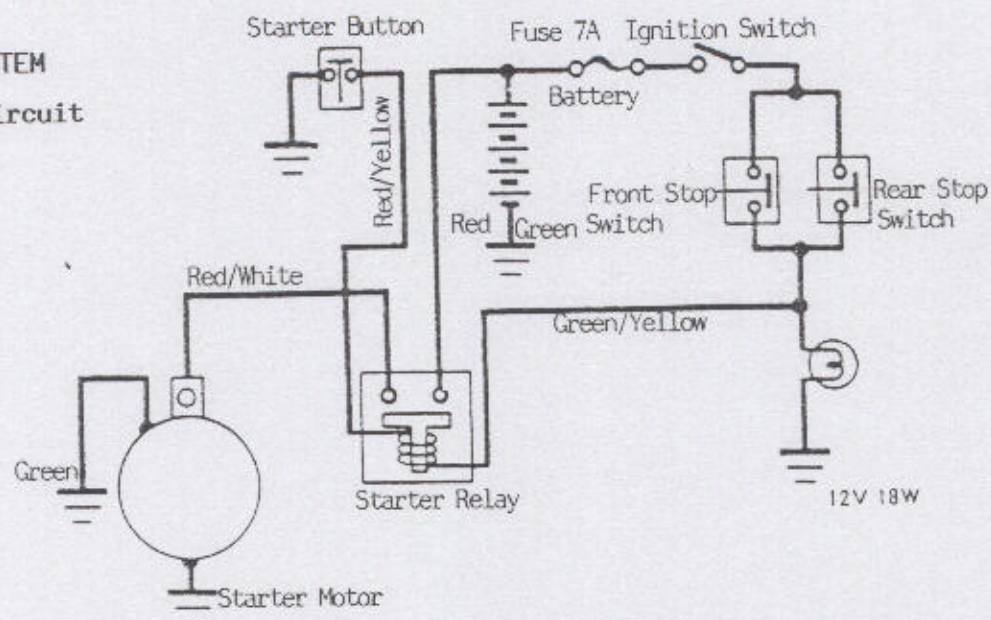 TEM
ircuit
Starter Button
Fuse 7A
Ignition Switch
Battery
Red/Yellow
Front Stop
Switch
Rear Stop
Switch
Red
Green
Red/White
Green/Yellow
Green
Starter Relay
12V 18W
Starter Motor